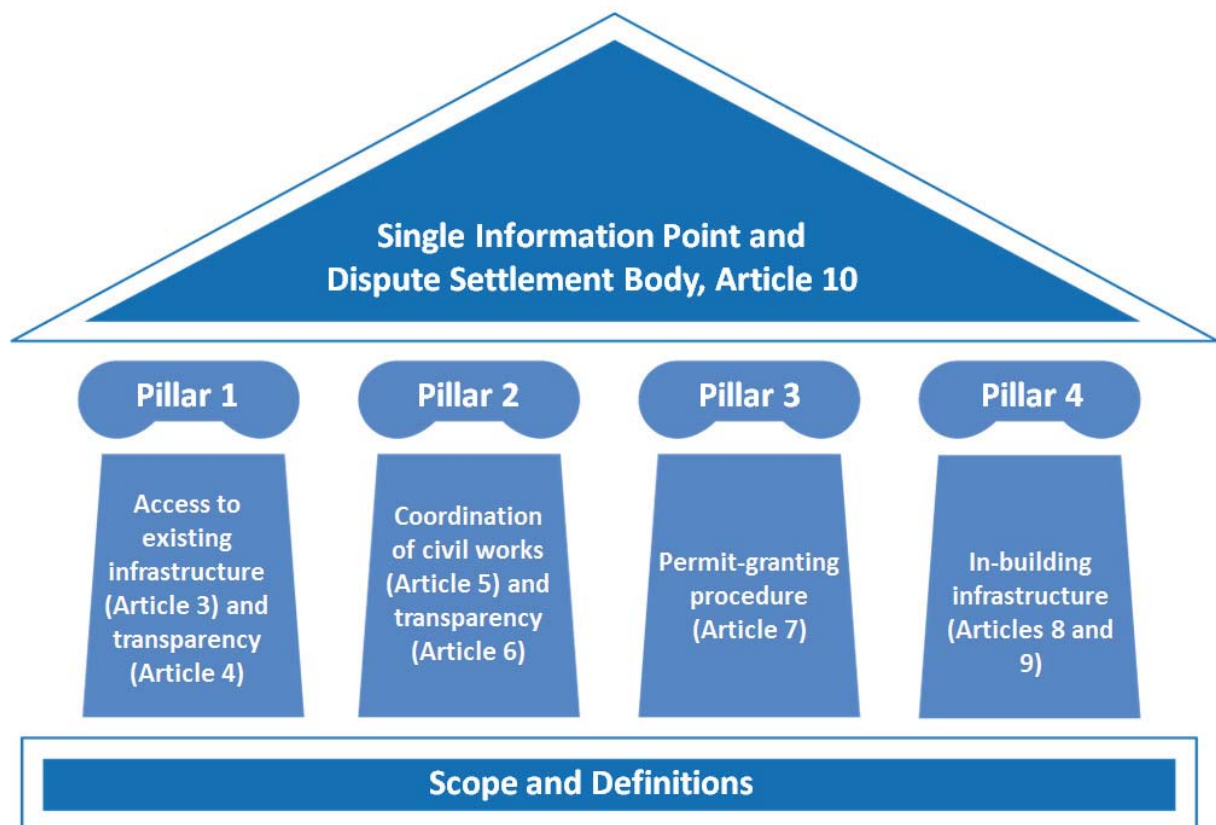 Single Information Point and
Dispute Settlement Body, Article 10
Pillar 1
Pillar 2
Pillar 3
Pillar 4
Access to
existing
infrastructure
(Article 3) and
transparency
(Article 4)
Coordination
of civil works
(Article 5) and
transparency
(Article 6)
Permit-granting
procedure
(Article 7)
In-building
infrastructure
(Articles 8 and
9)
Scope and Definitions